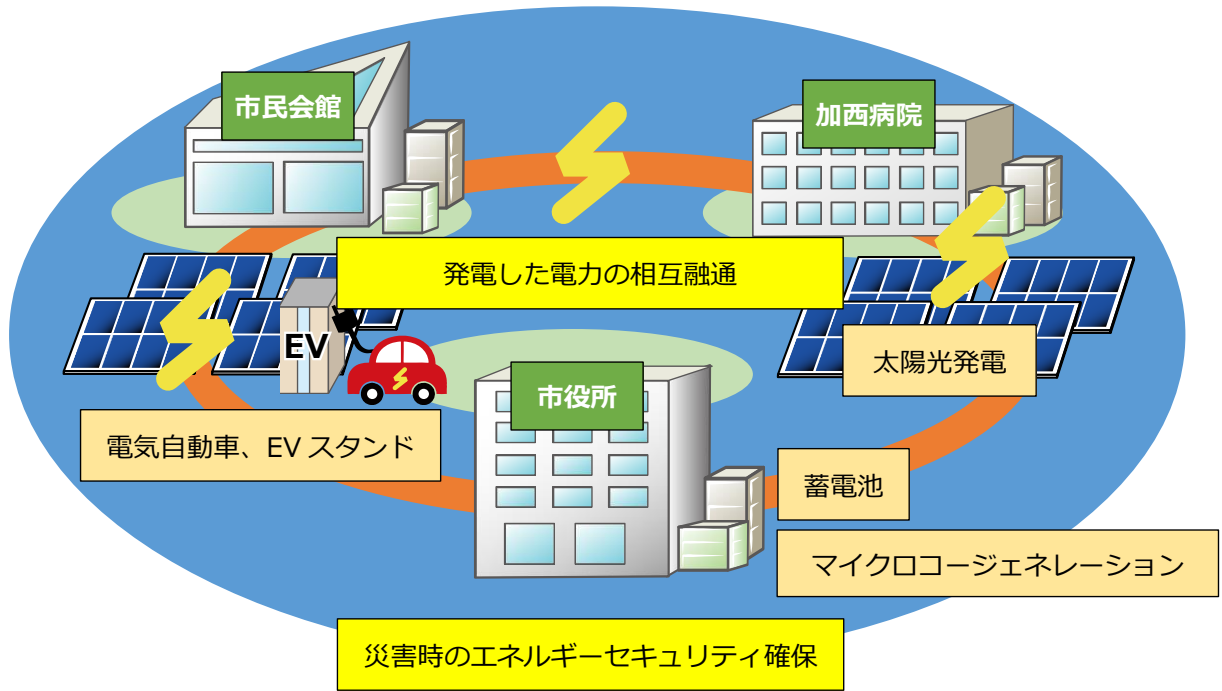 市民会館
加西病院
発電した電力の相互融通
EV
太陽光発電
市役所
電気自動車、EV スタンド
蓄電池
マイクロコージェネレーション
災害時のエネルギーセキュリティ確保